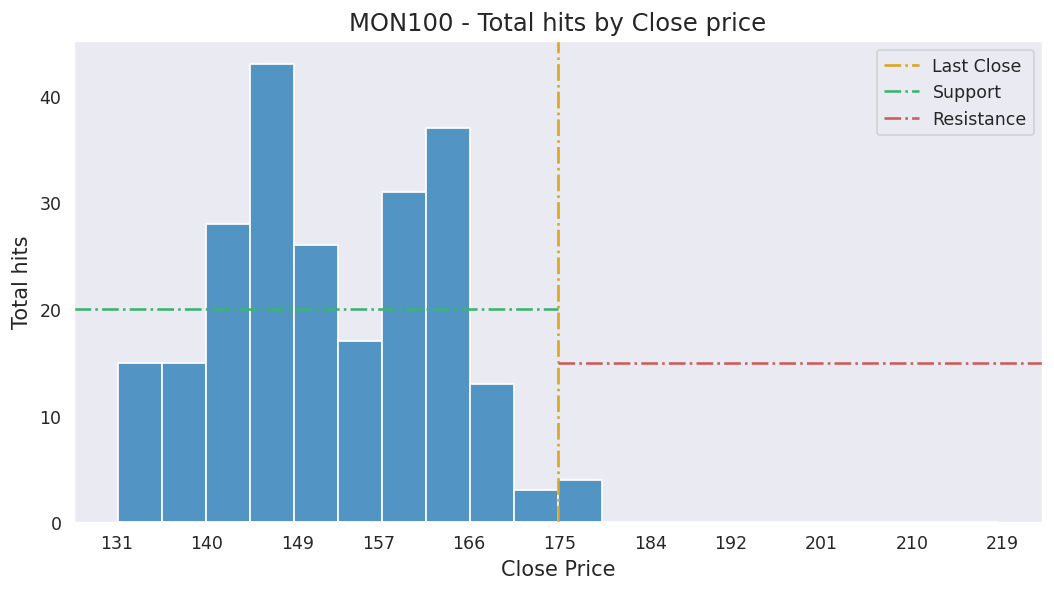 MON100 - Total hits by Close price
Last Close
Support
Resistance
Total hits
40
30
20
10
0
131 140 149 157 166 175 184 192 201 210 219
Close Price